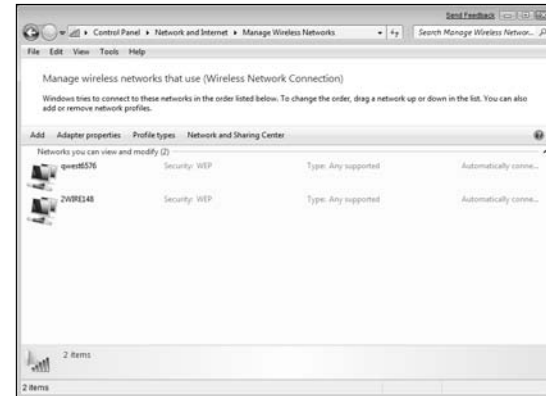 Send Feedback
Control Panel Network and Internet Manage Wireless Networks Search Manage Wireless Networ...
File Edit View Tools Help
Manage wireless networks that use (Wireless Network Connection)
Windows tries to connect to these networks in the order listed below. To change the order, drag a network up or down in the list. You can also
add or remove network profiles.
Add Adapter properties Profile types Network and Sharing Center
Networks you can view and modify (2)
qwest6576 Security: WEP Type: Any supported Automatically conne...
2WIRE148 Security: WEP Type: Any supported Automatically conne...
2 items
2 items